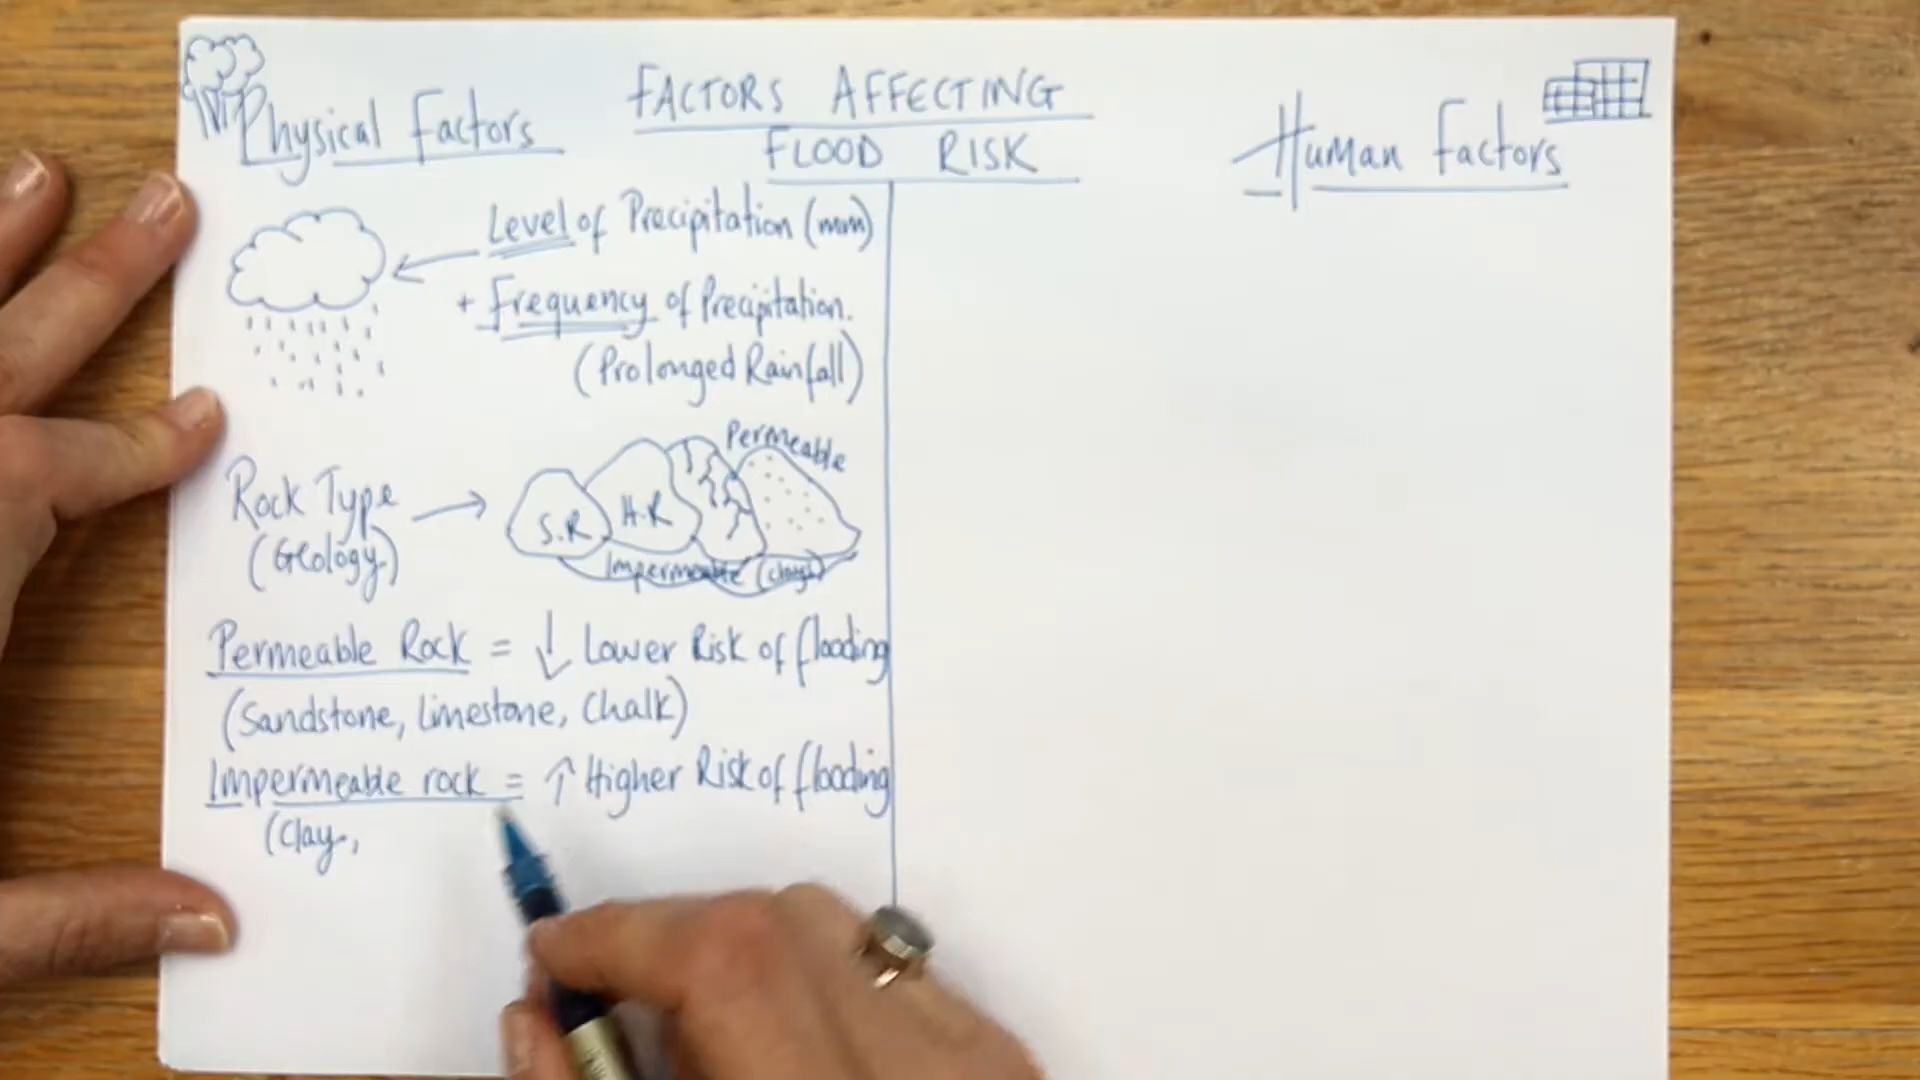 FACTORS AFFECTING
FLOOD RISK
Physical Factors
Level of Precipitation (mm)
+ Frequency of Precipitation.
(Prolonged Rainfall)
Rock Type
(Geology)
Permeable
S.R
H.R
Impermeable (clays)
Permeable Rock = ↓ Lower Risk of flooding
(Sandstone, Limestone, Chalk)
Impermeable rock = ↑ Higher Risk of flooding
(Clay,
Human Factors